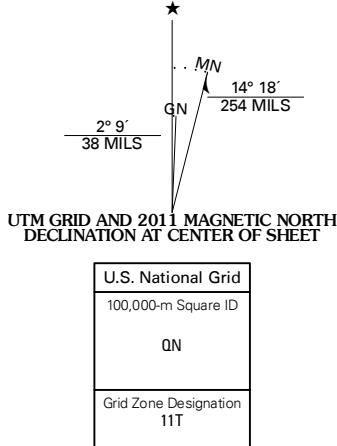 MN
14° 18´
254 MILS
GN
2° 9´
38 MILS
UTM GRID AND 2011 MAGNETIC NORTH
DECLINATION AT CENTER OF SHEET
U.S. National Grid
100,000-m Square ID
QN
Grid Zone Designation
11T